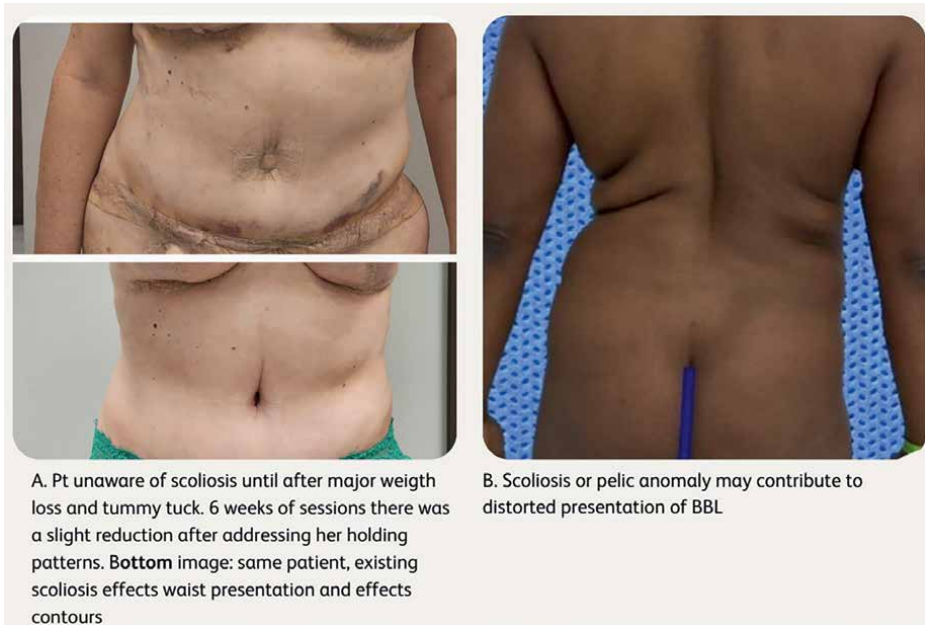 A. Pt unaware of scoliosis until after major weigth
loss and tummy tuck. 6 weeks of sessions there was
a slight reduction after addressing her holding
patterns. Bottom image: same patient, existing
scoliosis effects waist presentation and effects
contours
B. Scoliosis or pelic anomaly may contribute to
distorted presentation of BBL